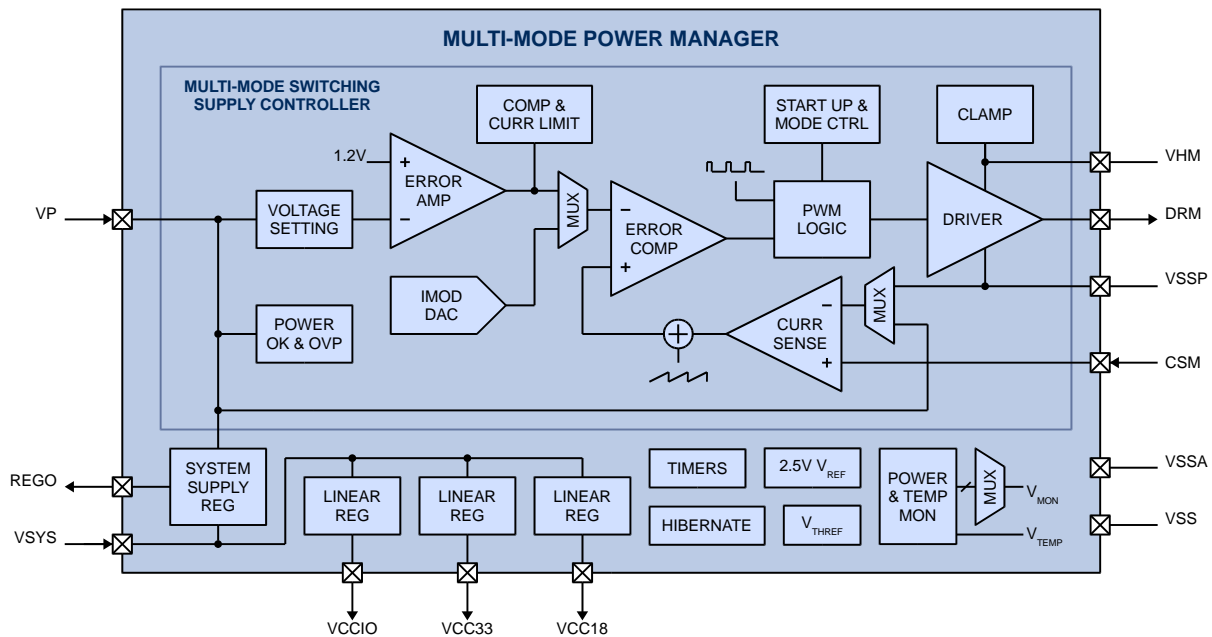 MULTI-MODE POWER MANAGER
MULTI-MODE SWITCHING
SUPPLY CONTROLLER
COMP &
CURR LIMIT
START UP &
MODE CTRL
CLAMP
1.2V
+
ERROR
AMP
−
MUX
VHM
VP
VOLTAGE
SETTING
−
ERROR
COMP
+
PWM
LOGIC
DRIVER
DRM
IMOD
DAC
MUX
VSSP
POWER
OK & OVP
−
CURR
SENSE
+
CSM
REGO
SYSTEM
SUPPLY
REG
LINEAR
REG
LINEAR
REG
LINEAR
REG
TIMERS
2.5V VREF
POWER
& TEMP
MON
MUX
VMON
VTEMP
VSSA
VSYS
HIBERNATE
VTHREF
VSS
VCCIO
VCC33
VCC18